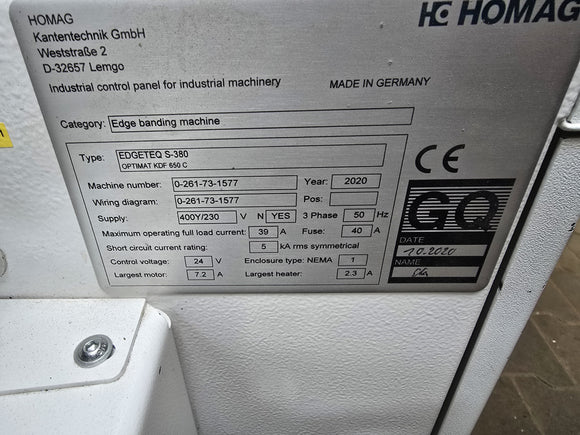 HOMAG
Kantentechnik GmbH
Weststraße 2
D-32657 Lemgo
HOMAG
Industrial control panel for industrial machinery MADE IN GERMANY
Category: Edge banding machine
Type: EDGETEQ S-380
OPTIMAT KDF 650 C
Machine number: 0-261-73-1577 Year: 2020
Wiring diagram: 0-261-73-1577 Pos:
Supply: 400Y/230 V N YES 3 Phase 50 Hz
Maximum operating full load current: 39 A Fuse: 40 A
Short circuit current rating: 5 kA rms symmetrical
Control voltage: 24 V Enclosure type: NEMA 1
Largest motor: 7.2 A Largest heater: 2.3 A
CE
GQ
DATE
1.0.2020
NAME